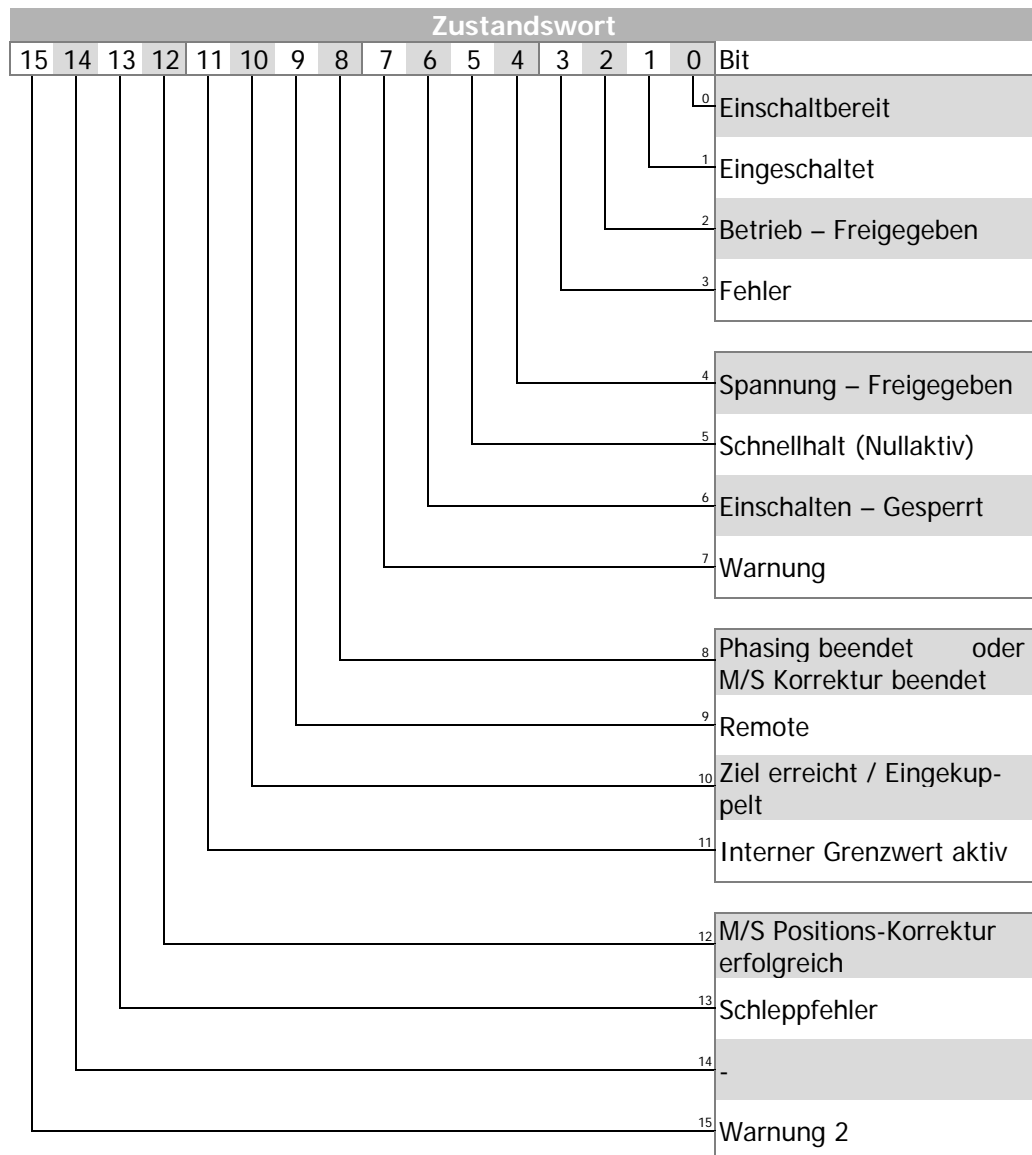 Zustandswort
15 14 13 12 11 10 9 8 7 6 5 4 3 2 1 0 Bit
0 Einschaltbereit
1 Eingeschaltet
2 Betrieb – Freigegeben
3 Fehler
4 Spannung – Freigegeben
5 Schnellhalt (Nullaktiv)
6 Einschalten – Gesperrt
7 Warnung
8 Phasing beendet oder
M/S Korrektur beendet
9 Remote
10 Ziel erreicht / Eingekup-
pelt
11 Interner Grenzwert aktiv
12 M/S Positions-Korrektur
erfolgreich
13 Schleppfehler
14 -
15 Warnung 2